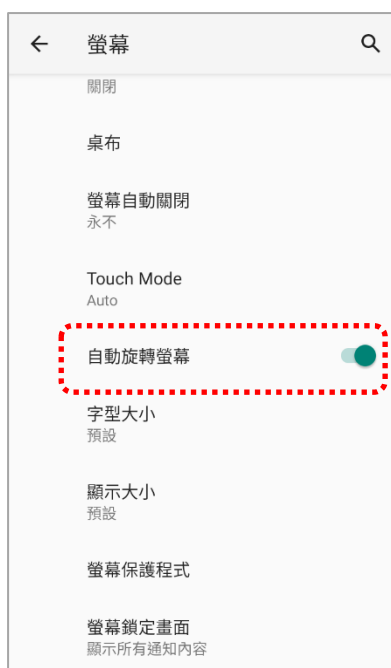 螢幕
關閉
桌布
螢幕自動關閉
永不
Touch Mode
Auto
自動旋轉螢幕
字型大小
預設
顯示大小
預設
螢幕保護程式
螢幕鎖定畫面
顯示所有通知內容